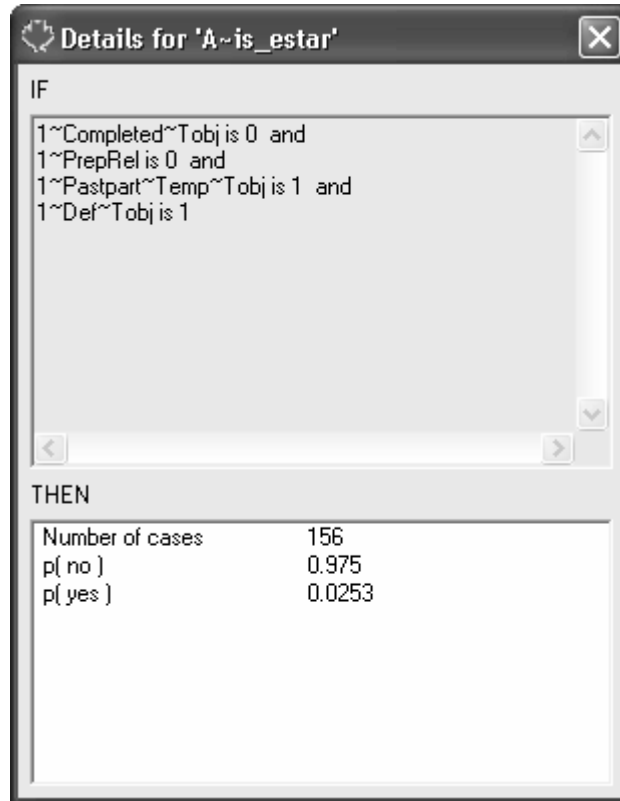 Details for 'A~is_estar'
IF
1~Completed~Tobj is 0 and
1~PrepRel is 0 and
1~Pastpart~Temp~Tobj is 1 and
1~Def~Tobj is 1
THEN
Number of cases 156
p( no ) 0.975
p( yes ) 0.0253